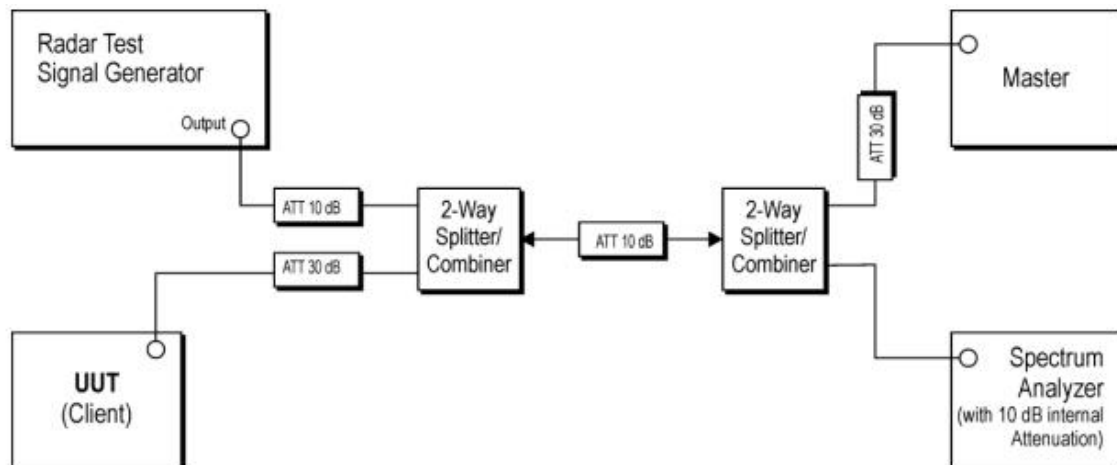 Radar Test
Signal Generator
Output
ATT 10 dB
2-Way
Splitter/
Combiner
ATT 30 dB
UUT
(Client)
ATT 10 dB
2-Way
Splitter/
Combiner
ATT 30 dB
Master
Spectrum
Analyzer
(with 10 dB internal
Attenuation)